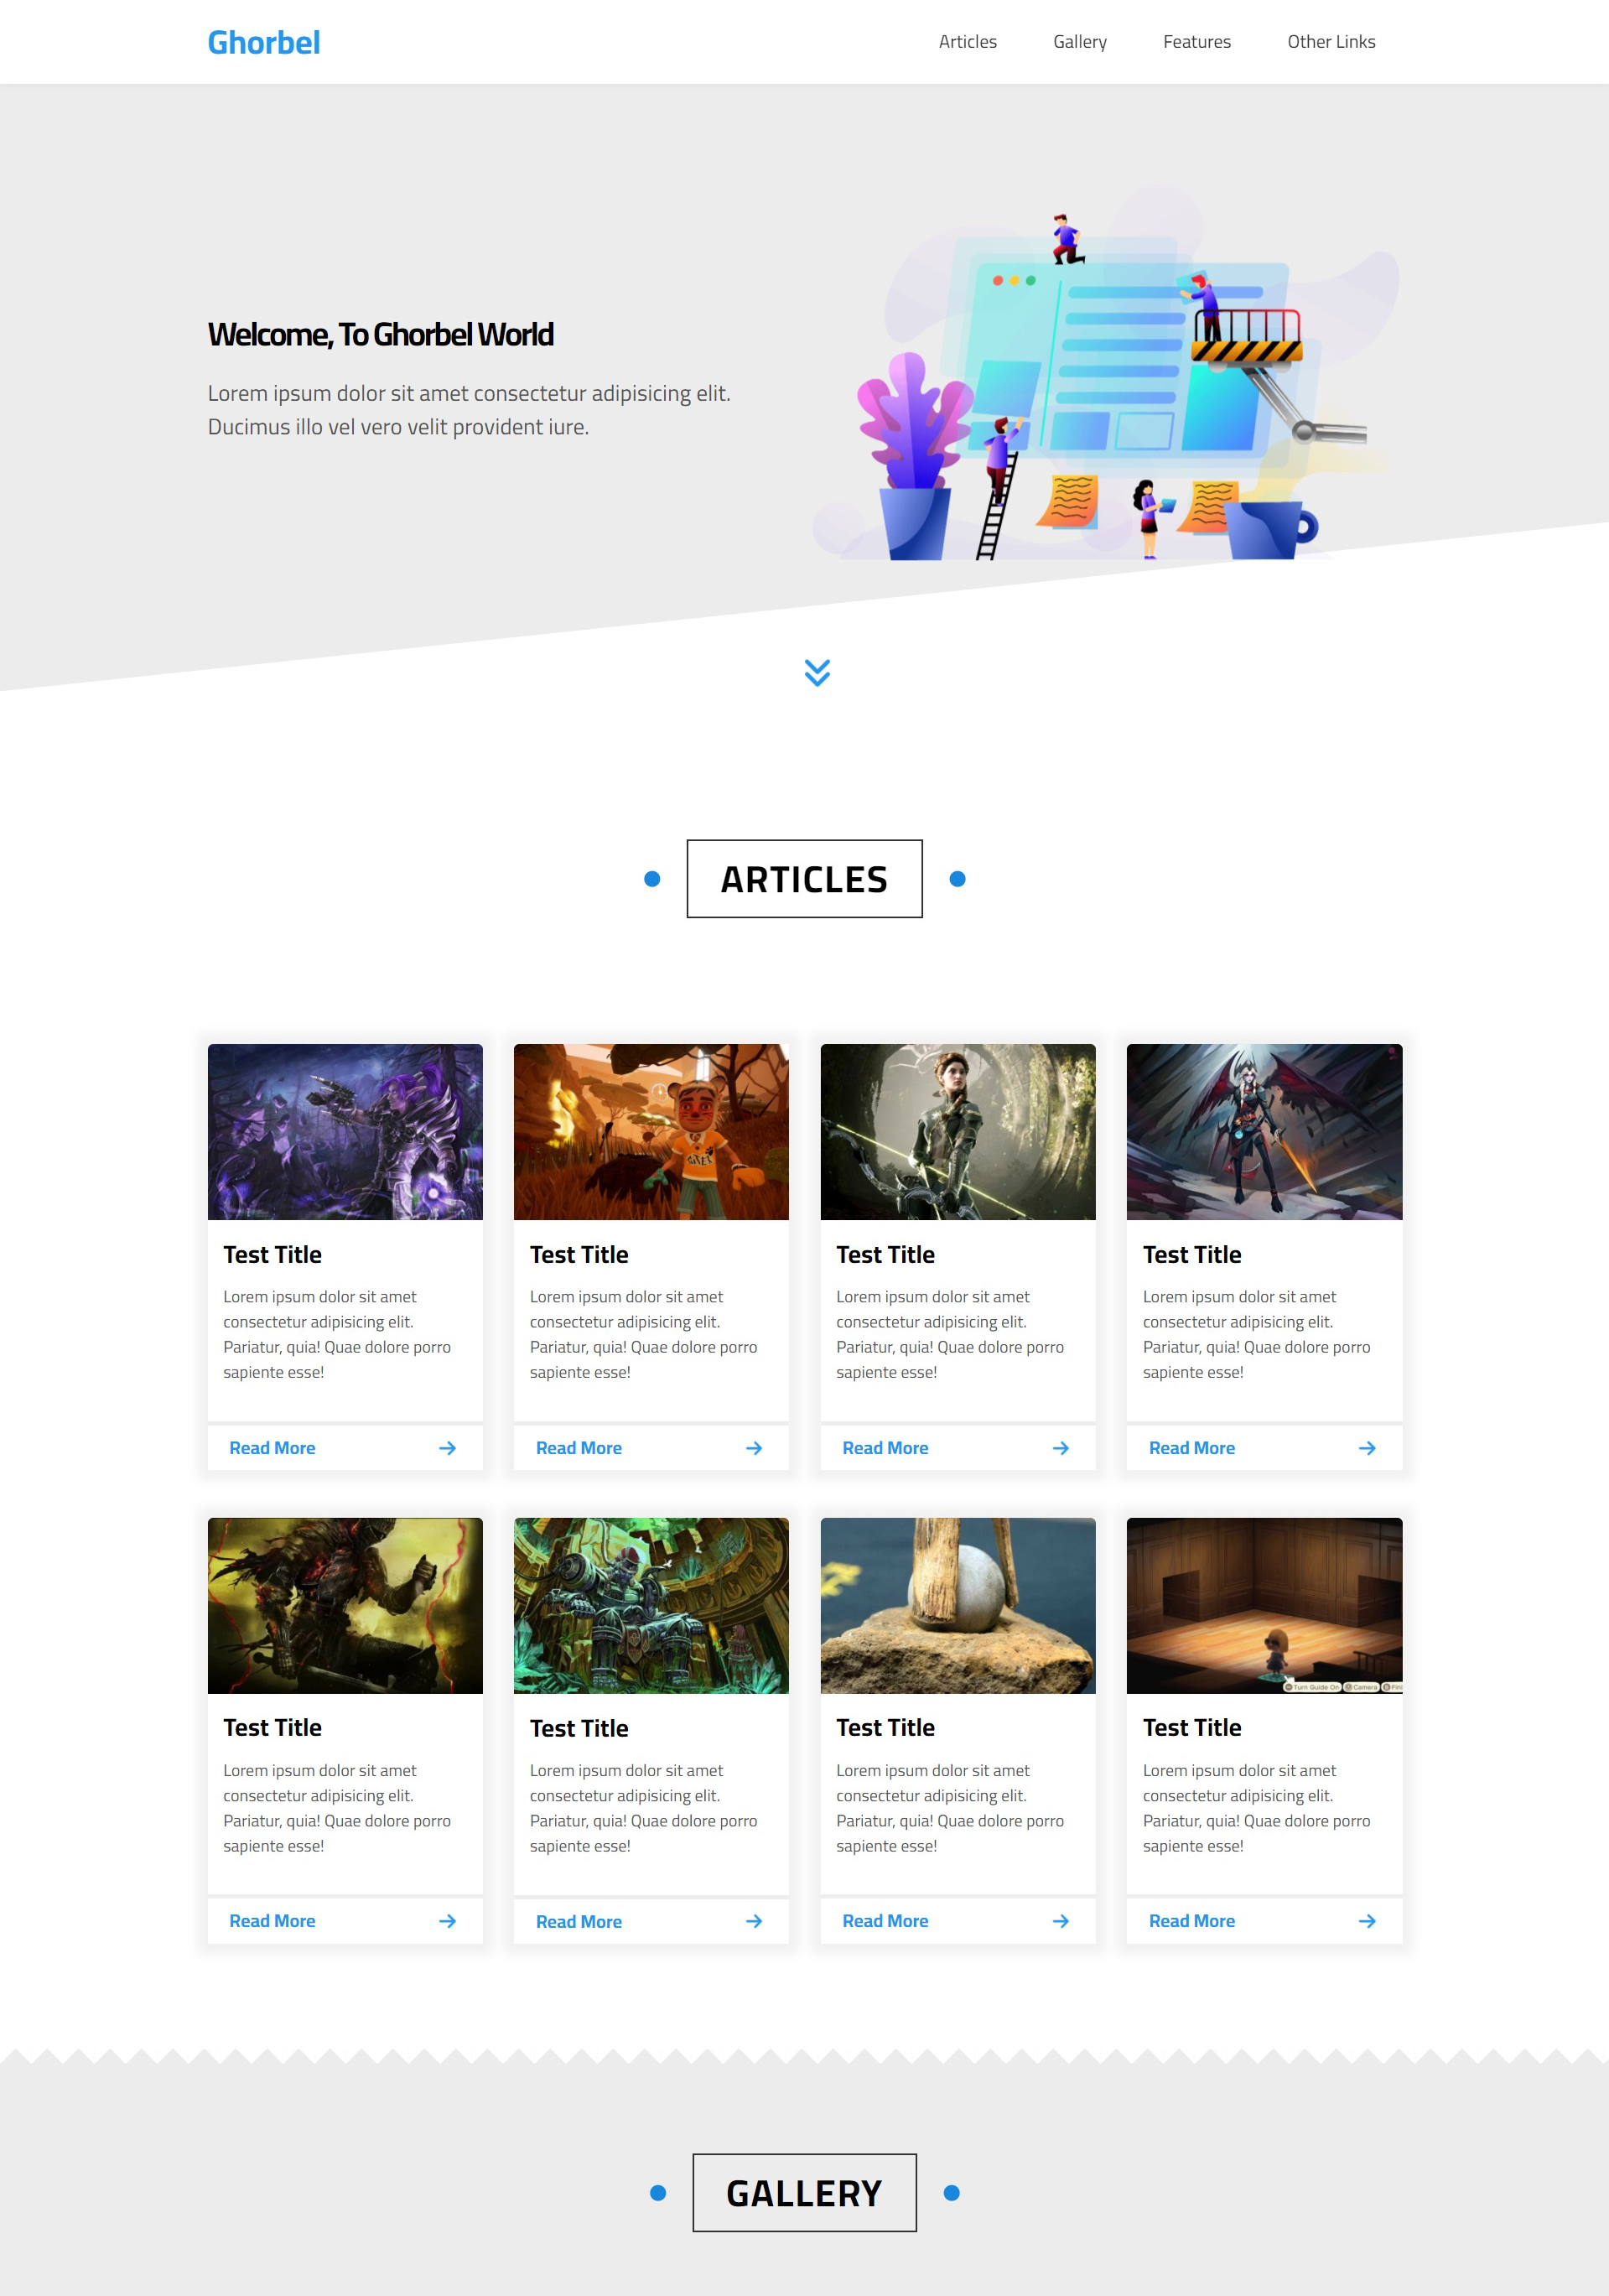 Ghorbel
Articles Gallery Features Other Links
Welcome, To Ghorbel World
Lorem ipsum dolor sit amet consectetur adipisicing elit.
Ducimus illo vel vero velit provident iure.
ARTICLES
Test Title
Lorem ipsum dolor sit amet
consectetur adipisicing elit.
Pariatur, quia! Quae dolore porro
sapiente esse!
Read More
Test Title
Lorem ipsum dolor sit amet
consectetur adipisicing elit.
Pariatur, quia! Quae dolore porro
sapiente esse!
Read More
Test Title
Lorem ipsum dolor sit amet
consectetur adipisicing elit.
Pariatur, quia! Quae dolore porro
sapiente esse!
Read More
Test Title
Lorem ipsum dolor sit amet
consectetur adipisicing elit.
Pariatur, quia! Quae dolore porro
sapiente esse!
Read More
Test Title
Lorem ipsum dolor sit amet
consectetur adipisicing elit.
Pariatur, quia! Quae dolore porro
sapiente esse!
Read More
Test Title
Lorem ipsum dolor sit amet
consectetur adipisicing elit.
Pariatur, quia! Quae dolore porro
sapiente esse!
Read More
Test Title
Lorem ipsum dolor sit amet
consectetur adipisicing elit.
Pariatur, quia! Quae dolore porro
sapiente esse!
Read More
Turn Guide On Camera
Test Title
Lorem ipsum dolor sit amet
consectetur adipisicing elit.
Pariatur, quia! Quae dolore porro
sapiente esse!
Read More
GALLERY